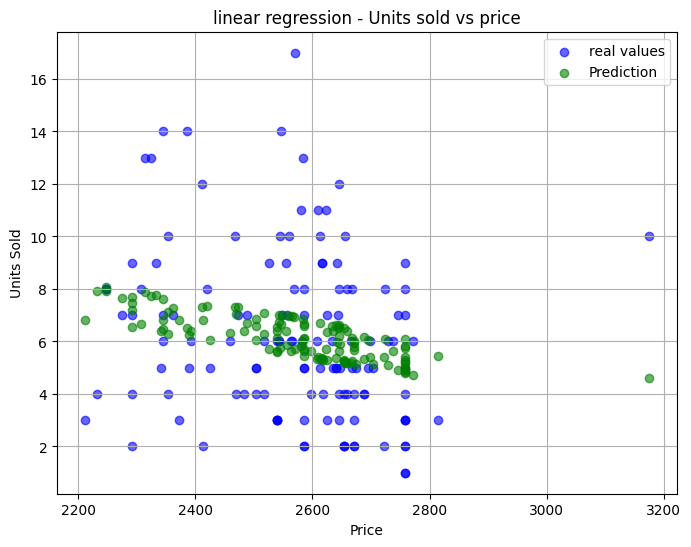 linear regression - Units sold vs price
real values
Prediction
16
14
12
10
8
6
4
2
Units Sold
2200
2400
2600
2800
3000
3200
Price